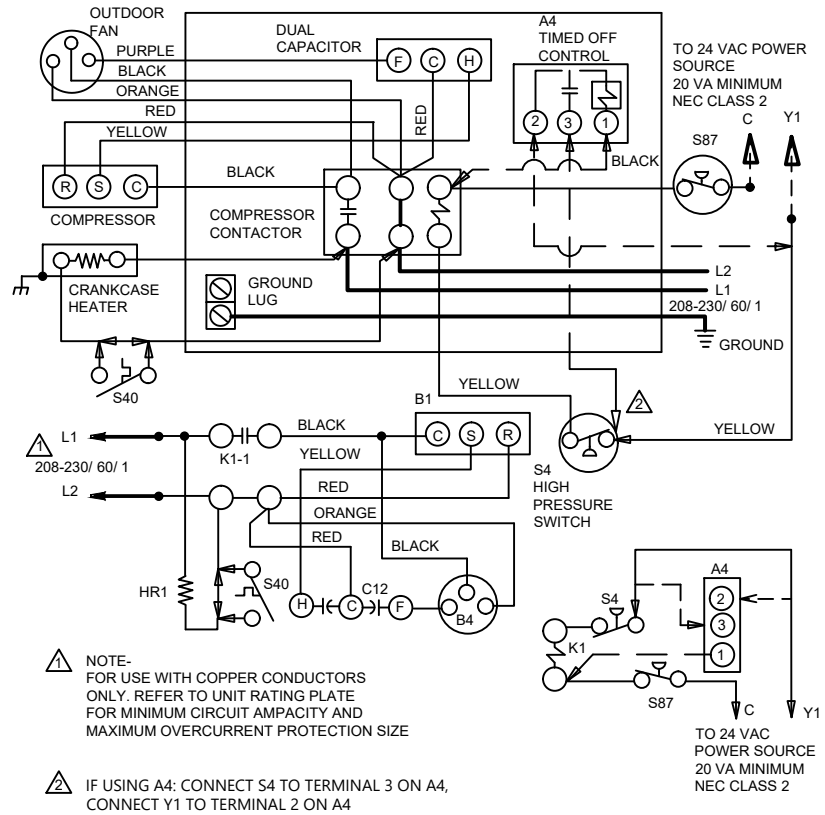 OUTDOOR
FAN
PURPLE
BLACK
ORANGE
RED
YELLOW
DUAL
CAPACITOR
F
C
H
RED
A4
TIMED OFF
CONTROL
2
3
1
BLACK
TO 24 VAC POWER
SOURCE
20 VA MINIMUM
NEC CLASS 2
C
Y1
S87
R
S
C
COMPRESSOR
BLACK
COMPRESSOR
CONTACTOR
CRANKCASE
HEATER
GROUND
LUG
L2
L1
208-230/ 60/ 1
GROUND
S40
YELLOW
2
YELLOW
S4
HIGH
PRESSURE
SWITCH
B1
C
S
R
1
L1
208-230/ 60/ 1
L2
K1-1
BLACK
YELLOW
RED
ORANGE
RED
BLACK
HR1
S40
H
C
C12
F
B4
A4
2
3
1
S4
K1
S87
C
Y1
TO 24 VAC
POWER SOURCE
20 VA MINIMUM
NEC CLASS 2
1 NOTE-
FOR USE WITH COPPER CONDUCTORS
ONLY. REFER TO UNIT RATING PLATE
FOR MINIMUM CIRCUIT AMPACITY AND
MAXIMUM OVERCURRENT PROTECTION SIZE
2 IF USING A4: CONNECT S4 TO TERMINAL 3 ON A4,
CONNECT Y1 TO TERMINAL 2 ON A4